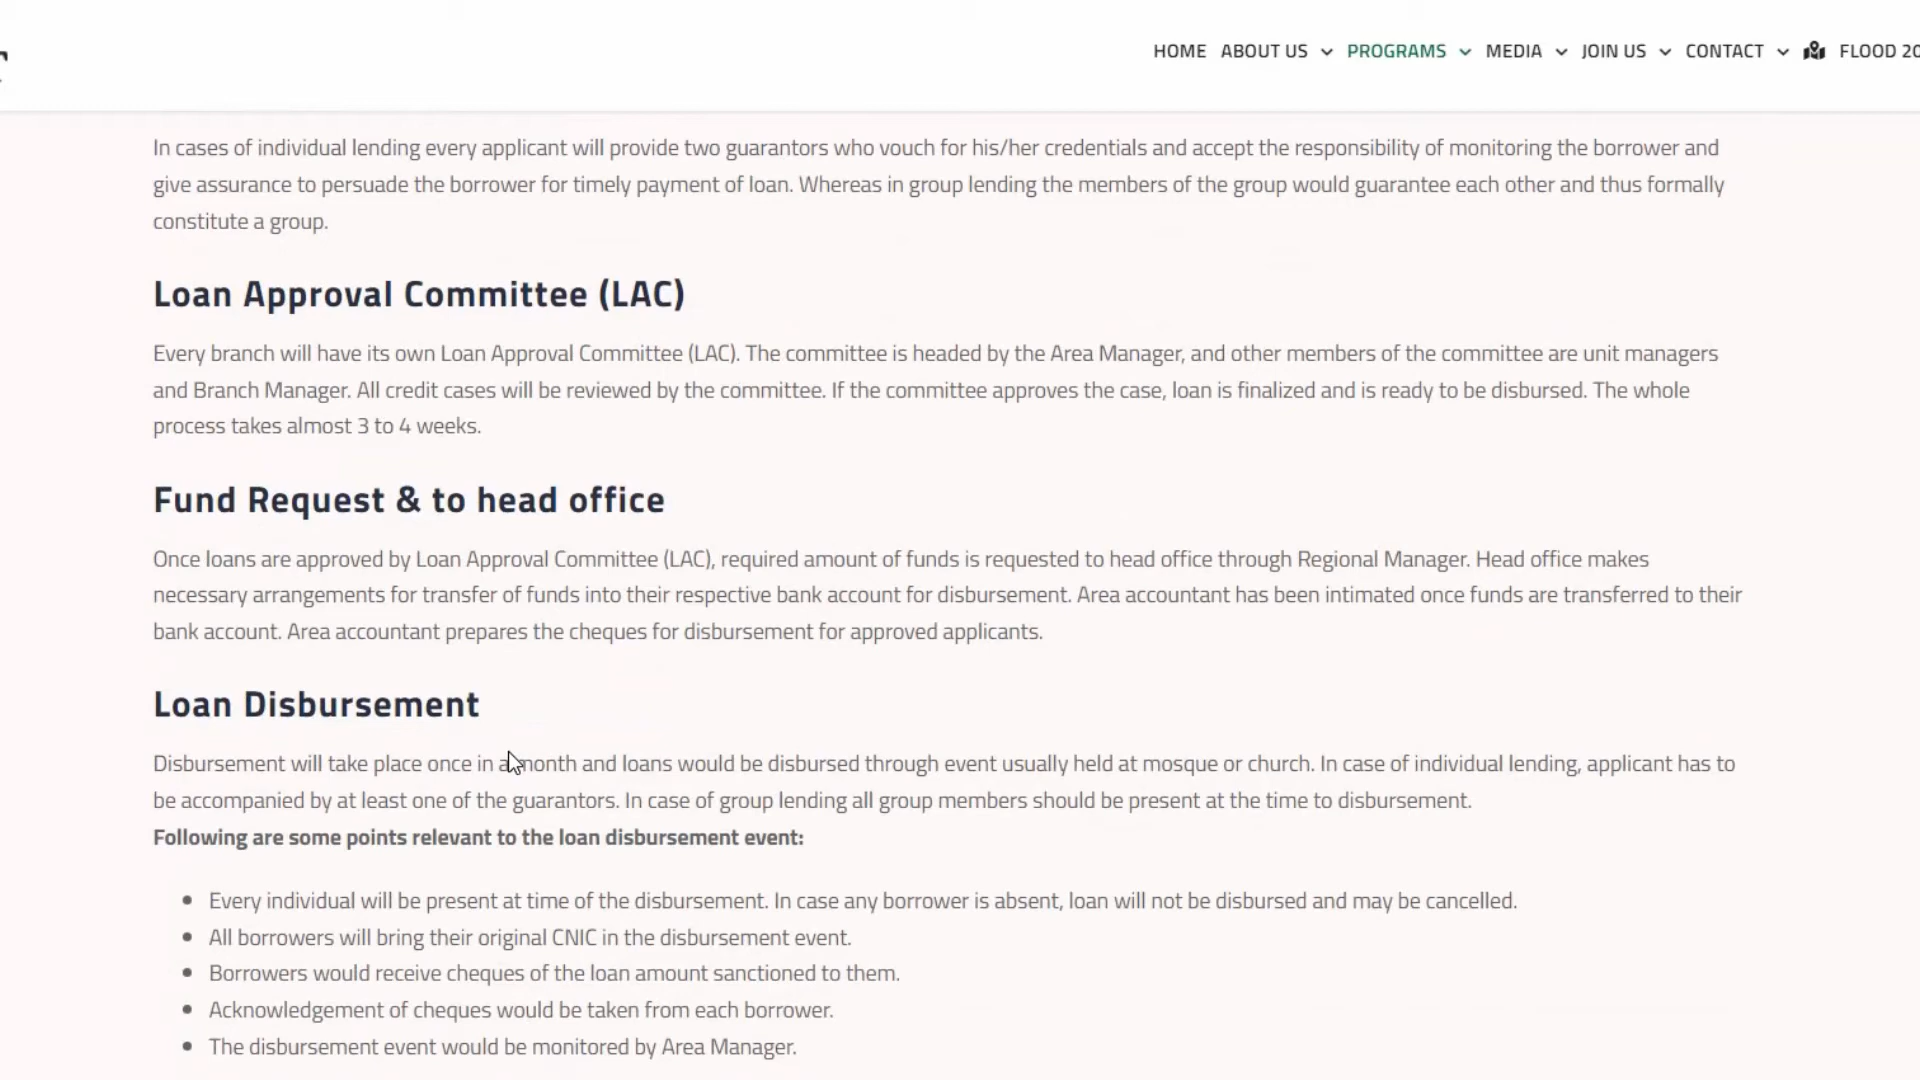 HOME ABOUT US PROGRAMS MEDIA JOIN US CONTACT FLOOD
In cases of individual lending every applicant will provide two guarantors who vouch for his/her credentials and accept the responsibility of monitoring the borrower and
give assurance to persuade the borrower for timely payment of loan. Whereas in group lending the members of the group would guarantee each other and thus formally
constitute a group.
Loan Approval Committee (LAC)
Every branch will have its own Loan Approval Committee (LAC). The committee is headed by the Area Manager, and other members of the committee are unit managers
and Branch Manager. All credit cases will be reviewed by the committee. If the committee approves the case, loan is finalized and is ready to be disbursed. The whole
process takes almost 3 to 4 weeks.
Fund Request & to head office
Once loans are approved by Loan Approval Committee (LAC), required amount of funds is requested to head office through Regional Manager. Head office makes
necessary arrangements for transfer of funds into their respective bank account for disbursement. Area accountant has been intimated once funds are transferred to their
bank account. Area accountant prepares the cheques for disbursement for approved applicants.
Loan Disbursement
Disbursement will take place once in a month and loans would be disbursed through event usually held at mosque or church. In case of individual lending, applicant has to
be accompanied by at least one of the guarantors. In case of group lending all group members should be present at the time to disbursement.
Following are some points relevant to the loan disbursement event:
Every individual will be present at time of the disbursement. In case any borrower is absent, loan will not be disbursed and may be cancelled.
All borrowers will bring their original CNIC in the disbursement event.
Borrowers would receive cheques of the loan amount sanctioned to them.
Acknowledgement of cheques would be taken from each borrower.
The disbursement event would be monitored by Area Manager.